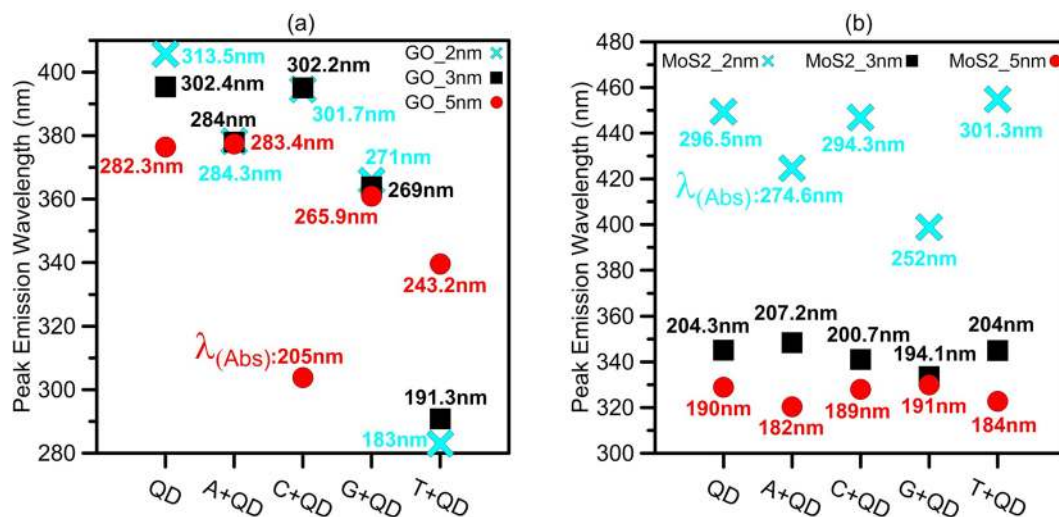 (a)
Peak Emission Wavelength (nm)
400
380
360
340
320
300
280
GO_2nm
GO_3nm
GO_5nm
313.5nm
302.4nm
282.3nm
284nm
283.4nm
284.3nm
302.2nm
301.7nm
271nm
269nm
265.9nm
243.2nm
λ(Abs):205nm
191.3nm
183nm
QD
A+QD
C+QD
G+QD
T+QD
(b)
Peak Emission Wavelength (nm)
480
460
440
420
400
380
360
340
320
300
MoS2_2nm MoS2_3nm MoS2_5nm
296.5nm
λ(Abs):274.6nm
294.3nm
252nm
301.3nm
204.3nm
207.2nm
200.7nm
194.1nm
204nm
190nm
182nm
189nm
191nm
184nm
QD
A+QD
C+QD
G+QD
T+QD